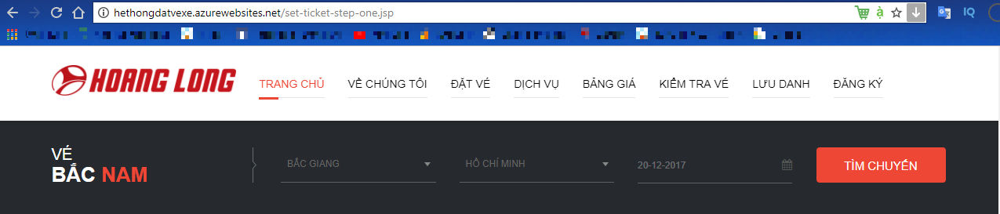 hethongdatvexe.azurewebsites.net/set-ticket-step-one.jsp
HOANG LONG
TRANG CHỦ VỀ CHÚNG TÔI ĐẶT VÉ DỊCH VỤ BẢNG GIÁ KIỂM TRA VÉ LƯU DANH ĐĂNG KÝ
VÉ
BẮC NAM
BẮC GIANG HỒ CHÍ MINH 20-12-2017 TÌM CHUYẾN